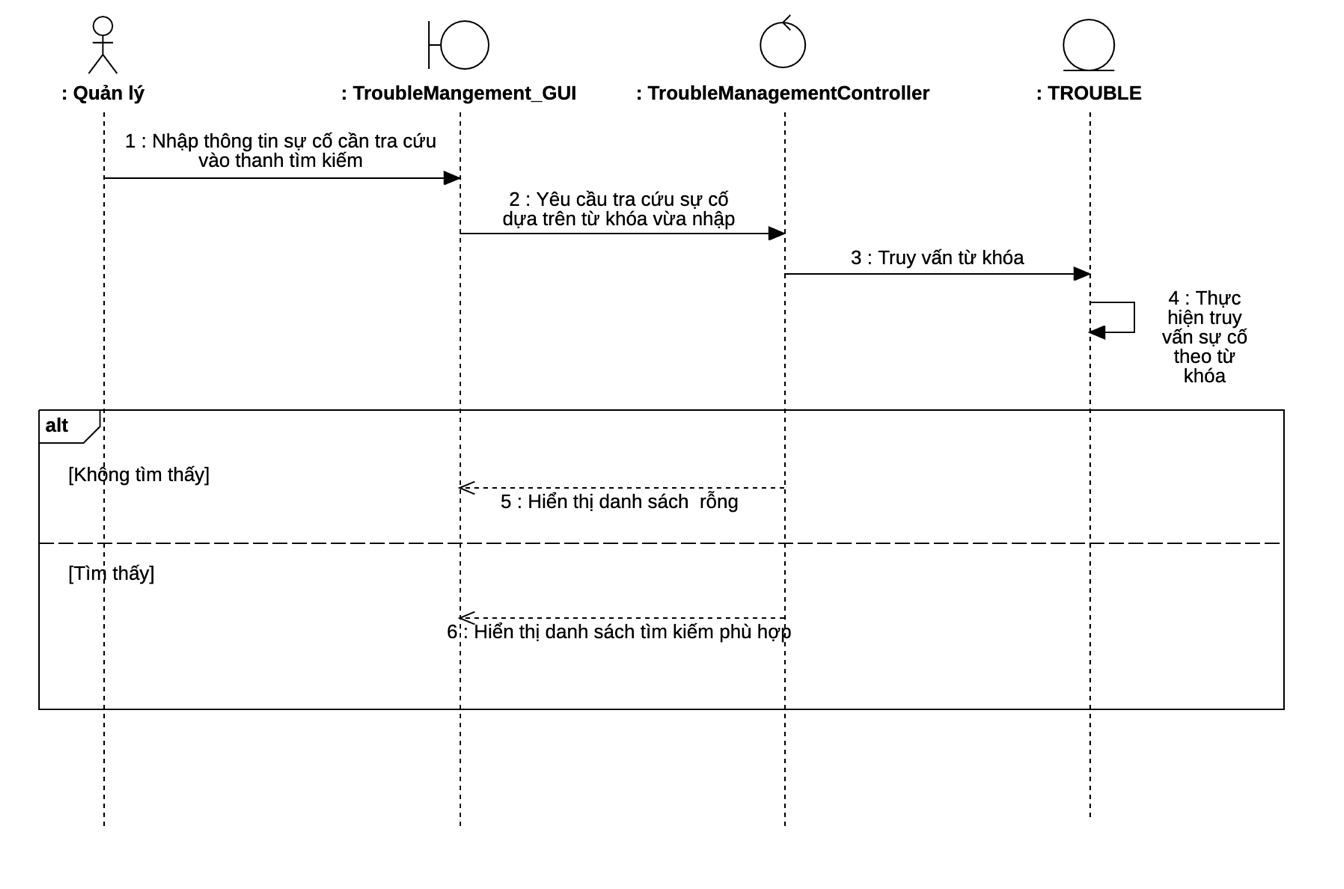 : Quản lý
: TroubleMangement_GUI
: TroubleManagementController
: TROUBLE
1 : Nhập thông tin sự cố cần tra cứu
vào thanh tìm kiếm
2 : Yêu cầu tra cứu sự cố
dựa trên từ khóa vừa nhập
3 : Truy vấn từ khóa
4 : Thực
hiện truy
vấn sự cố
theo từ
khóa
alt
[Không tìm thấy]
5 : Hiển thị danh sách  rỗng
[Tìm thấy]
6 : Hiển thị danh sách tìm kiếm phù hợp